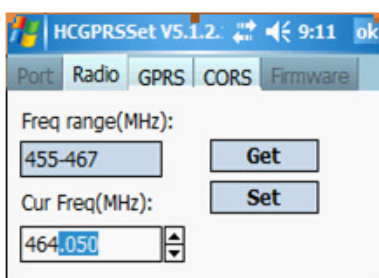 HCGPRSSet V5.1.2. 9:11 ok
Port Radio GPRS CORS Firmware
Freq range(MHz):
455-467 Get
Cur Freq(MHz): Set
464.050